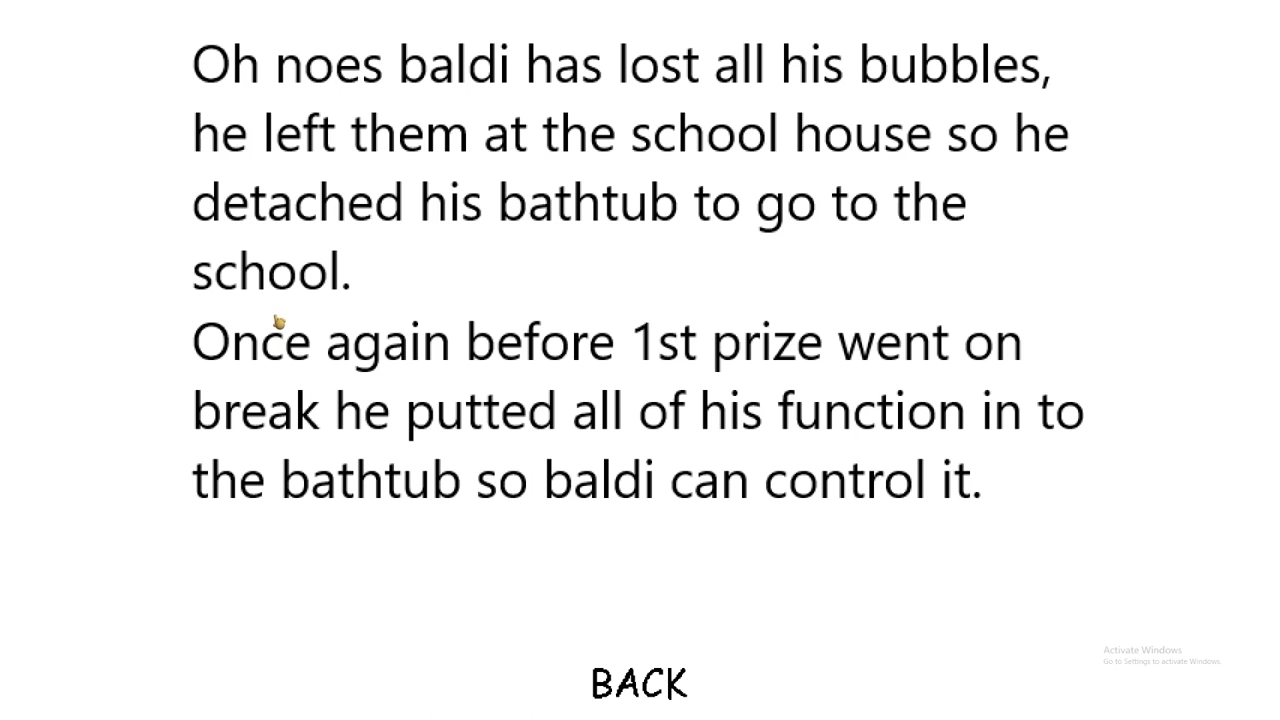 Oh noes baldi has lost all his bubbles,
he left them at the school house so he
detached his bathtub to go to the
school.
Once again before 1st prize went on
break he putted all of his function in to
the bathtub so baldi can control it.
Activate Windows
Go to Settings to activate Windows.
BACK